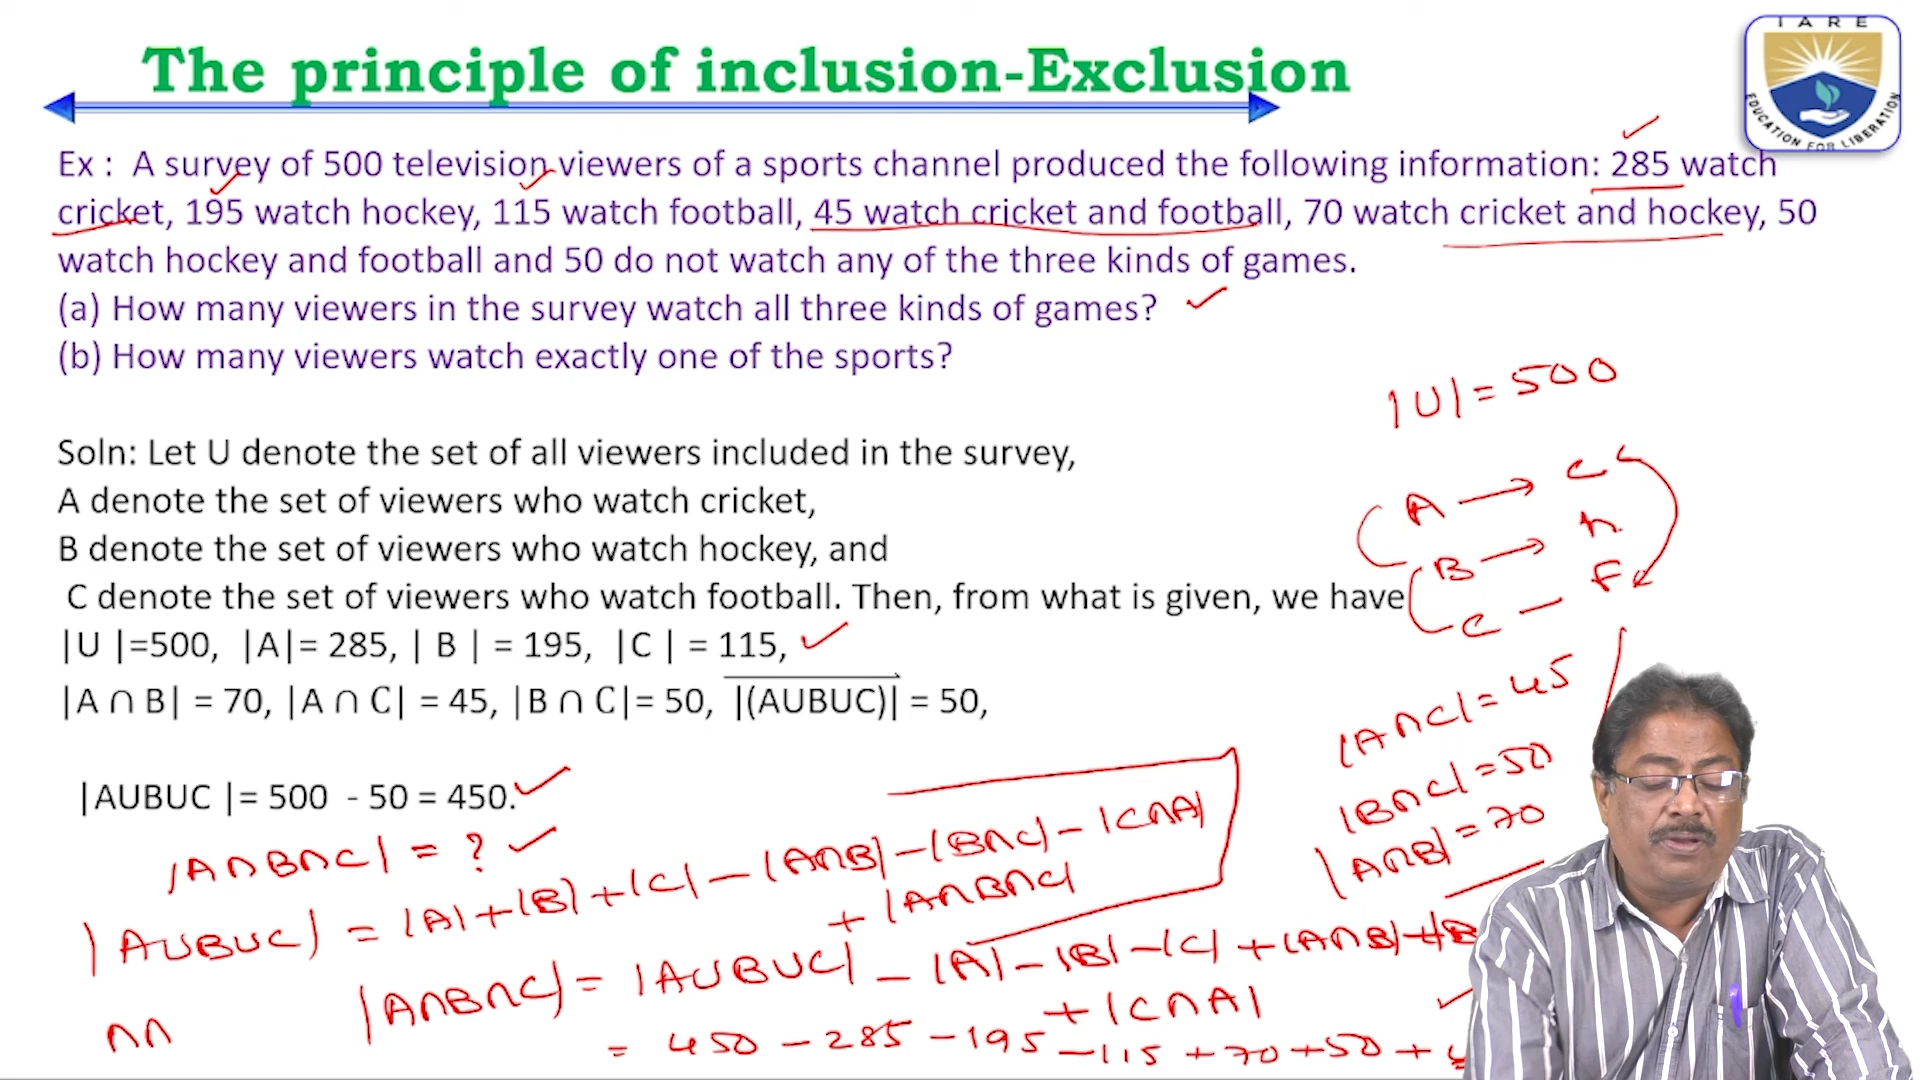 The principle of inclusion-Exclusion
IARE
EDUCATION FOR LIBERATION
Ex : A survey of 500 television viewers of a sports channel produced the following information: 285 watch
cricket, 195 watch hockey, 115 watch football, 45 watch cricket and football, 70 watch cricket and hockey, 50
watch hockey and football and 50 do not watch any of the three kinds of games.
(a) How many viewers in the survey watch all three kinds of games?
(b) How many viewers watch exactly one of the sports?
|U| = 500
Soln: Let U denote the set of all viewers included in the survey,
A denote the set of viewers who watch cricket,
B denote the set of viewers who watch hockey, and
C denote the set of viewers who watch football. Then, from what is given, we have
A → C
B → h
C — F
|U |=500, |A|= 285, | B | = 195, |C | = 115,
|A ∩ B| = 70, |A ∩ C| = 45, |B ∩ C|= 50, |(AUBUC)| = 50,
|A∩C| = 45
|B∩C| = 50
|A∩B| = 70
|AUBUC |= 500 - 50 = 450.
|A∩B∩C| = ?
|AUBUC| = |A|+|B|+|C| - |A∩B| - |B∩C| - |C∩A|
+ |A∩B∩C|
|A∩B∩C| = |AUBUC| - |A| - |B| - |C| + |A∩B| + |B
+ |C∩A|
∩∩
= 450 - 285 - 195 - 115 + 70 + 50 +